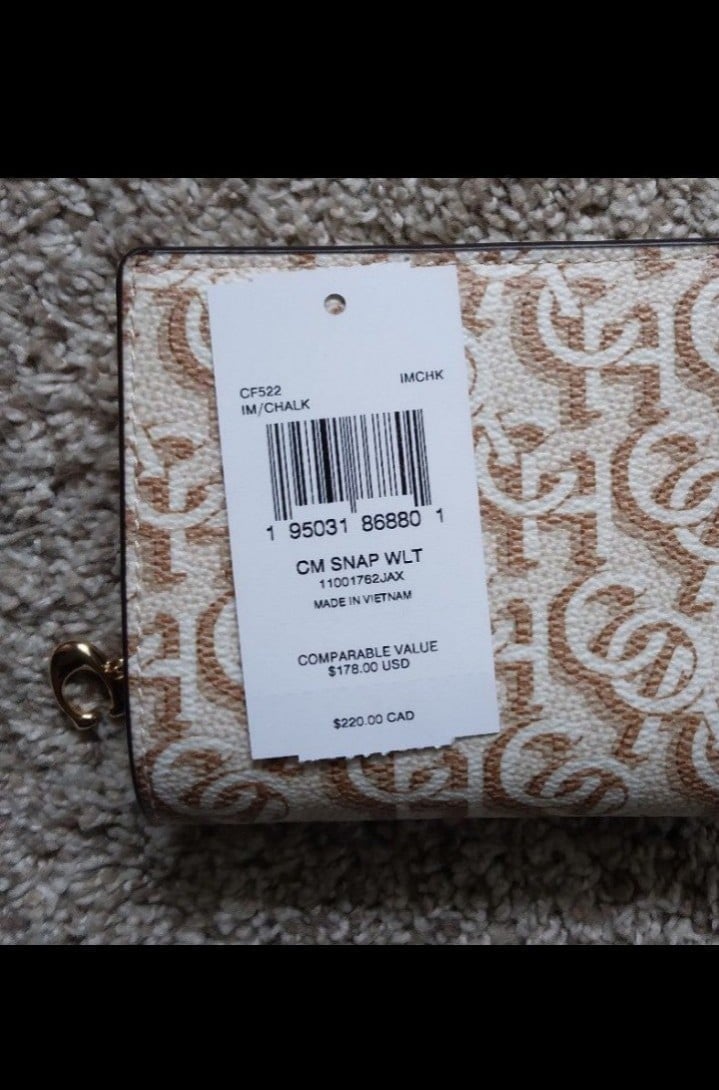 CF522 IMCHK
IM/CHALK
1 95031 86880 1
CM SNAP WLT
11001762JAX
MADE IN VIETNAM
COMPARABLE VALUE
$178.00 USD
$220.00 CAD